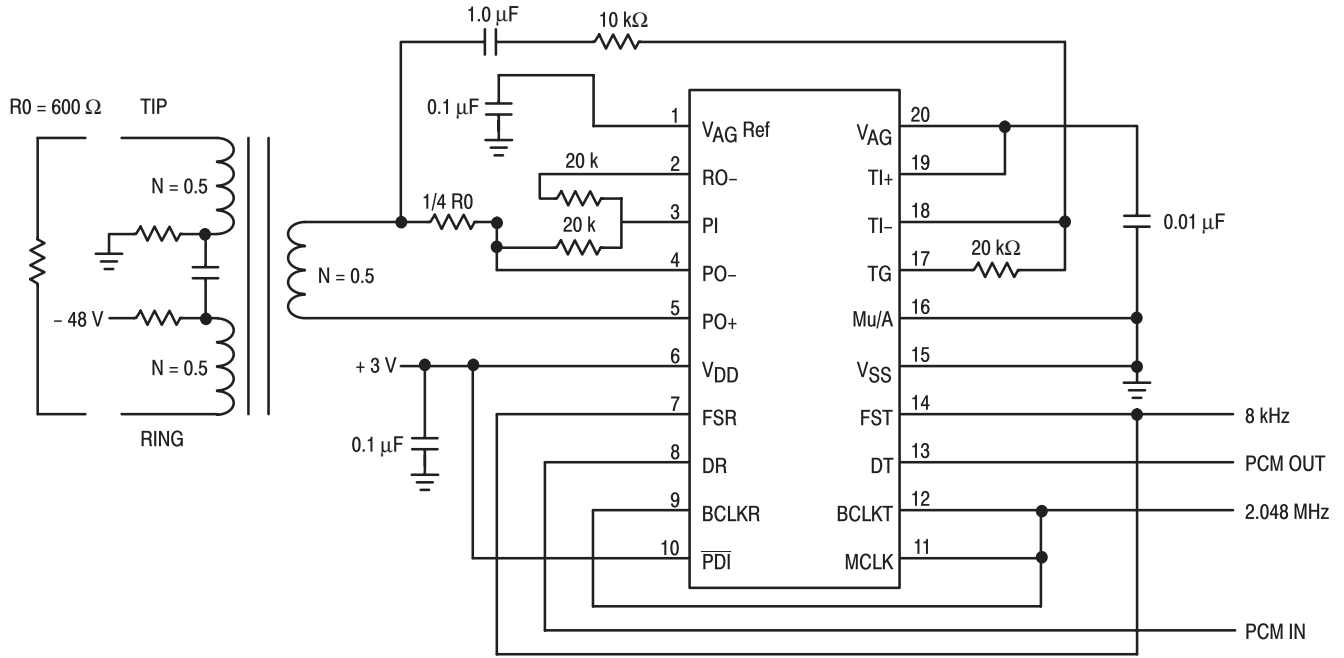 1.0 µF
10 kΩ
0.1 µF
R0 = 600 Ω
TIP
N = 0.5
– 48 V
N = 0.5
RING
N = 0.5
1/4 R0
20 k
20 k
+ 3 V
0.1 µF
1
VAG Ref
2
RO–
3
PI
4
PO–
5
PO+
6
VDD
7
FSR
8
DR
9
BCLKR
10
PDI
20
VAG
19
TI+
18
TI–
17
TG
20 kΩ
16
Mu/A
15
VSS
14
FST
13
DT
12
BCLKT
11
MCLK
0.01 µF
8 kHz
PCM OUT
2.048 MHz
PCM IN